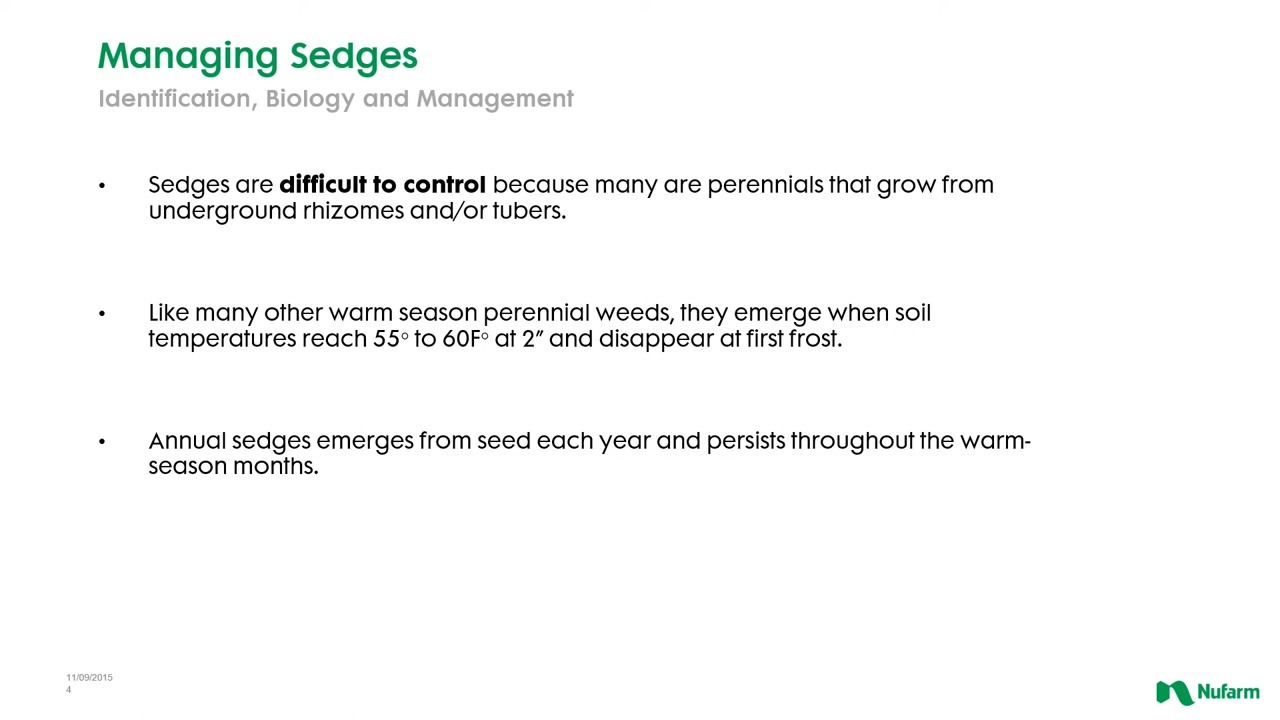 Managing Sedges
Identification, Biology and Management
• Sedges are difficult to control because many are perennials that grow from
underground rhizomes and/or tubers.
• Like many other warm season perennial weeds, they emerge when soil
temperatures reach 55° to 60F° at 2” and disappear at first frost.
• Annual sedges emerges from seed each year and persists throughout the warm-
season months.
11/09/2015
4
Nufarm